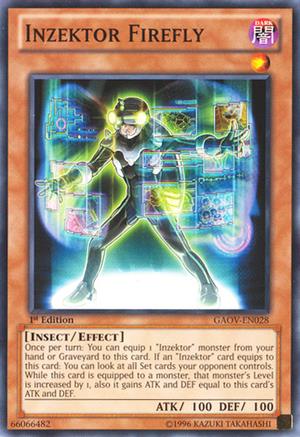 INZEKTOR FIREFLY
DARK
闇
1st Edition
GAOV-EN028
[INSECT/EFFECT]
Once per turn: You can equip 1 "Inzektor" monster from your
hand or Graveyard to this card. If an "Inzektor" card equips to
this card: You can look at all Set cards your opponent controls.
While this card is equipped to a monster, that monster's Level
is increased by 1, also it gains ATK and DEF equal to this card's
ATK and DEF.
ATK/ 100 DEF/ 100
66066482
©1996 KAZUKI TAKAHASHI